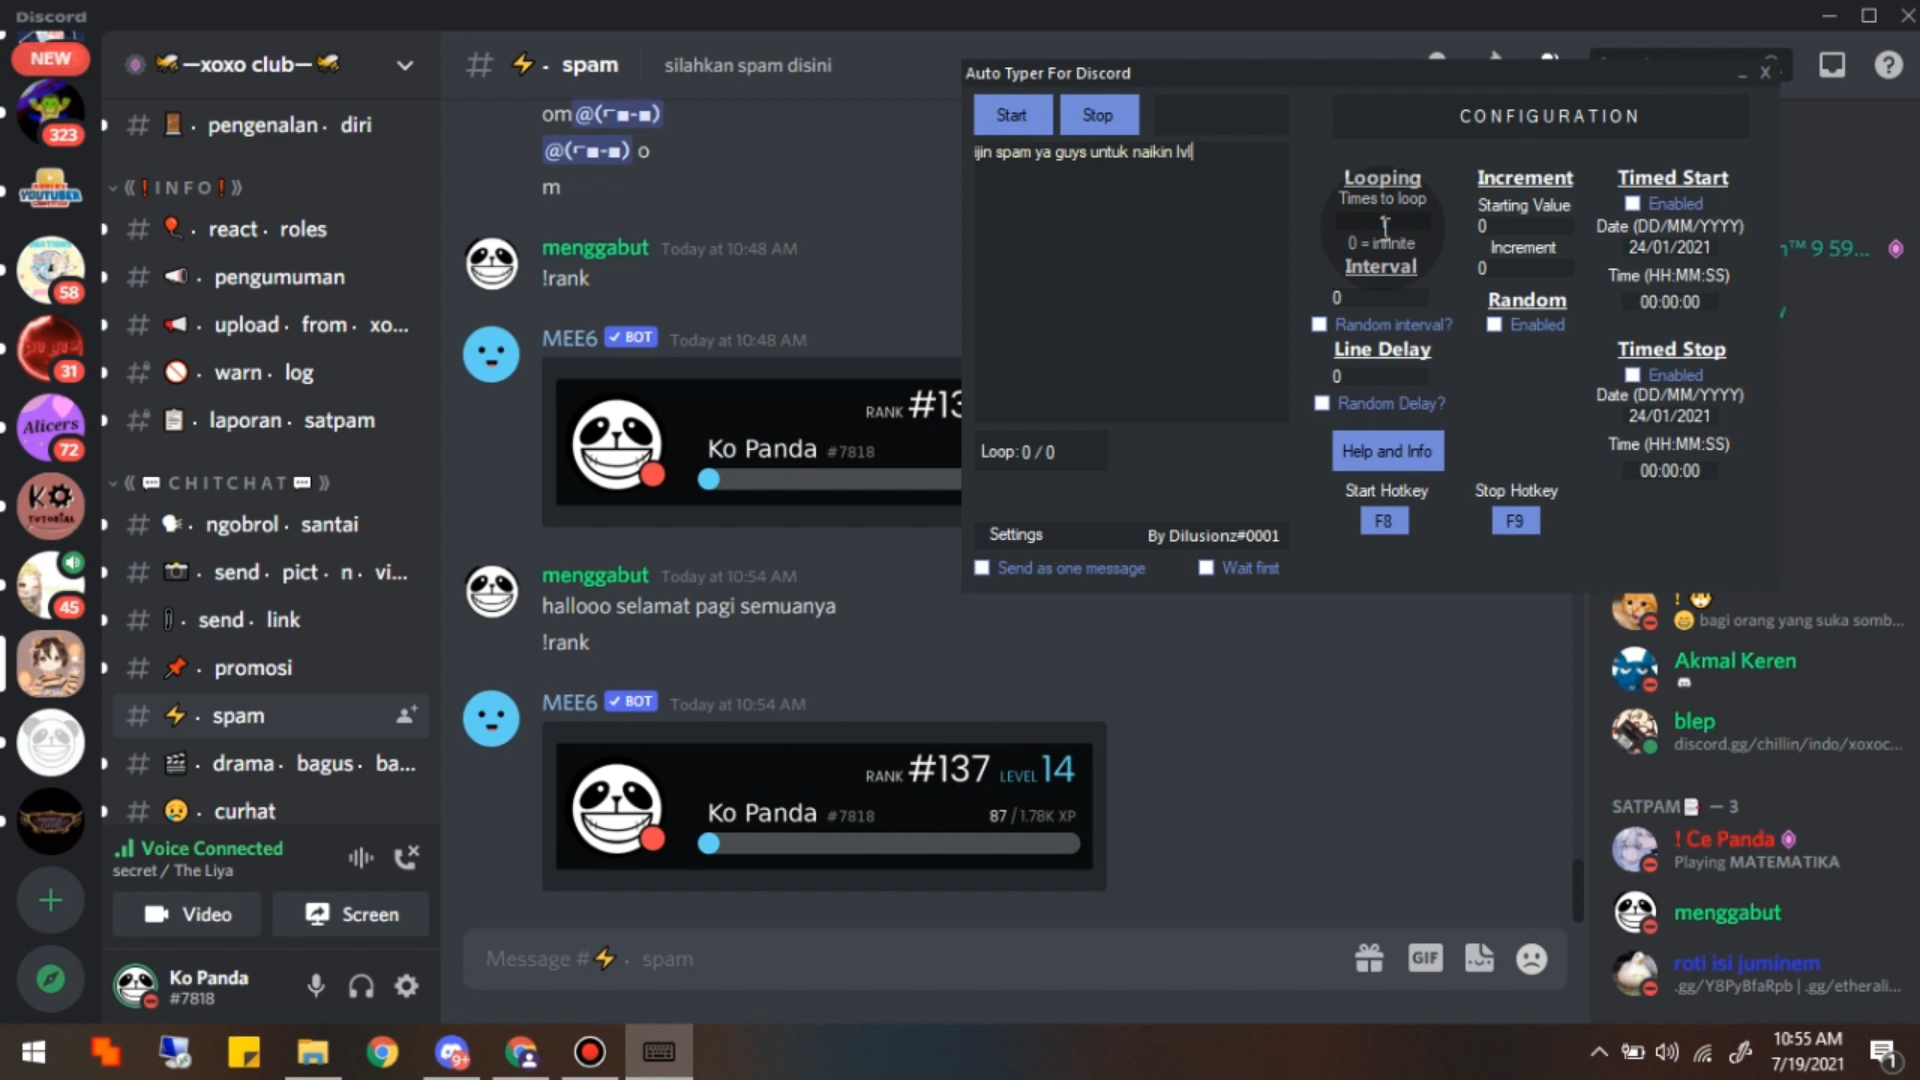 Discord
NEW
323
YOUTUBER
58
31
Alicers
72
KO
TUTORIAL
45
—xoxo club—
pengenalan · diri
《❗INFO❗》
react · roles
pengumuman
upload · from · xo...
warn · log
laporan · satpam
《💬CHITCHAT💬》
ngobrol · santai
send · pict · n · vi...
send · link
promosi
spam
drama · bagus · ba...
curhat
Voice Connected
secret / The Liya
Video
Screen
Ko Panda
#7818
# ⚡ · spam
silahkan spam disini
om@(⌐■-■)
@(⌐■-■) o
m
menggabut Today at 10:48 AM
!rank
MEE6 ✓ BOT Today at 10:48 AM
RANK #13
Ko Panda #7818
menggabut Today at 10:54 AM
hallooo selamat pagi semuanya
!rank
MEE6 ✓ BOT Today at 10:54 AM
RANK #137 LEVEL 14
Ko Panda #7818
87 / 1.78K XP
Message #⚡ · spam
GIF
Auto Typer For Discord
_ X
Start
Stop
ijin spam ya guys untuk naikin lvl
Loop: 0 / 0
Settings
By Dilusionz#0001
Send as one message
Wait first
CONFIGURATION
Looping
Times to loop
0 = infinite
Interval
0
Random interval?
Line Delay
0
Random Delay?
Help and Info
Start Hotkey
F8
Increment
Starting Value
0
Increment
0
Random
Enabled
Stop Hotkey
F9
Timed Start
Enabled
Date (DD/MM/YYYY)
24/01/2021
Time (HH:MM:SS)
00:00:00
Timed Stop
Enabled
Date (DD/MM/YYYY)
24/01/2021
Time (HH:MM:SS)
00:00:00
™ 9 59...
bagi orang yang suka somb...
Akmal Keren
blep
discord.gg/chillin/indo/xoxoc...
SATPAM — 3
! Ce Panda
Playing MATEMATIKA
menggabut
roti isi juminem
.gg/Y8PyBfaRpb | .gg/etherali...
9+
10:55 AM
7/19/2021
1